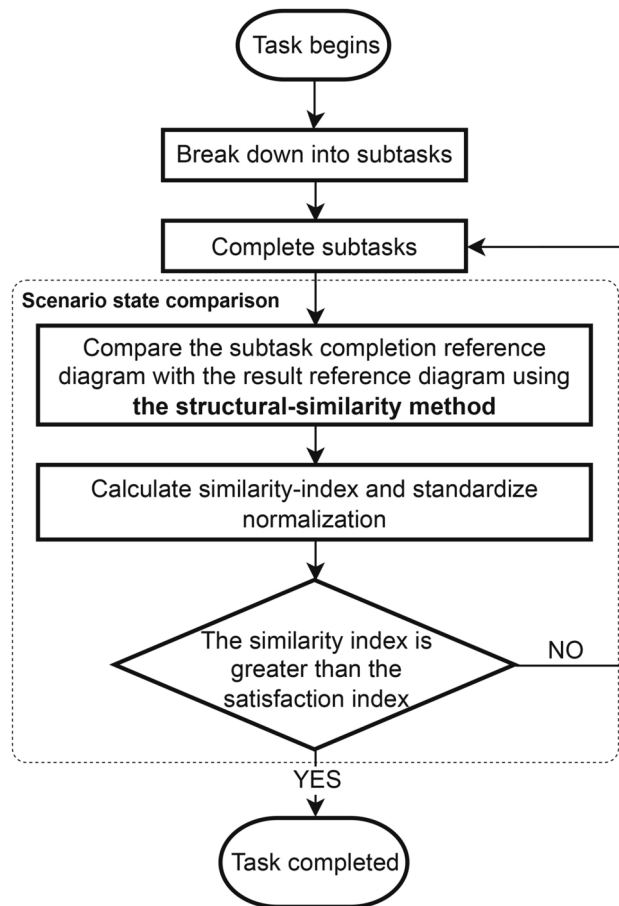 Task begins
Break down into subtasks
Complete subtasks
Scenario state comparison
Compare the subtask completion reference
diagram with the result reference diagram using
the structural-similarity method
Calculate similarity-index and standardize
normalization
The similarity index is
greater than the
satisfaction index
NO
YES
Task completed